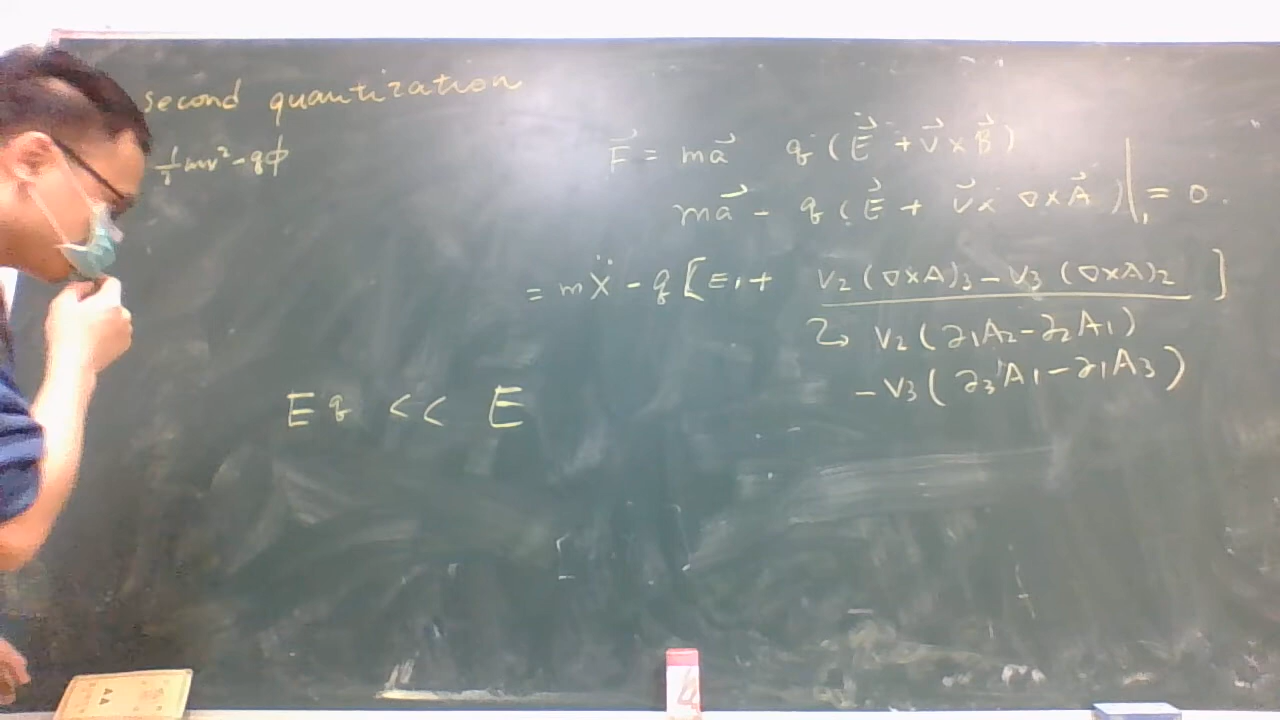 second quantization
½mv² - qϕ
F⃗ = ma⃗ q (E⃗ + v⃗ × B⃗)
ma⃗ - q (E⃗ + v⃗ × ∇×A⃗)|₁ = 0.
= mẌ - q [E₁ + V₂(∇×A)₃ - V₃(∇×A)₂]
↳ V₂(∂₁A₂ - ∂₂A₁)
- V₃(∂₃A₁ - ∂₁A₃)
Eq << E
AA